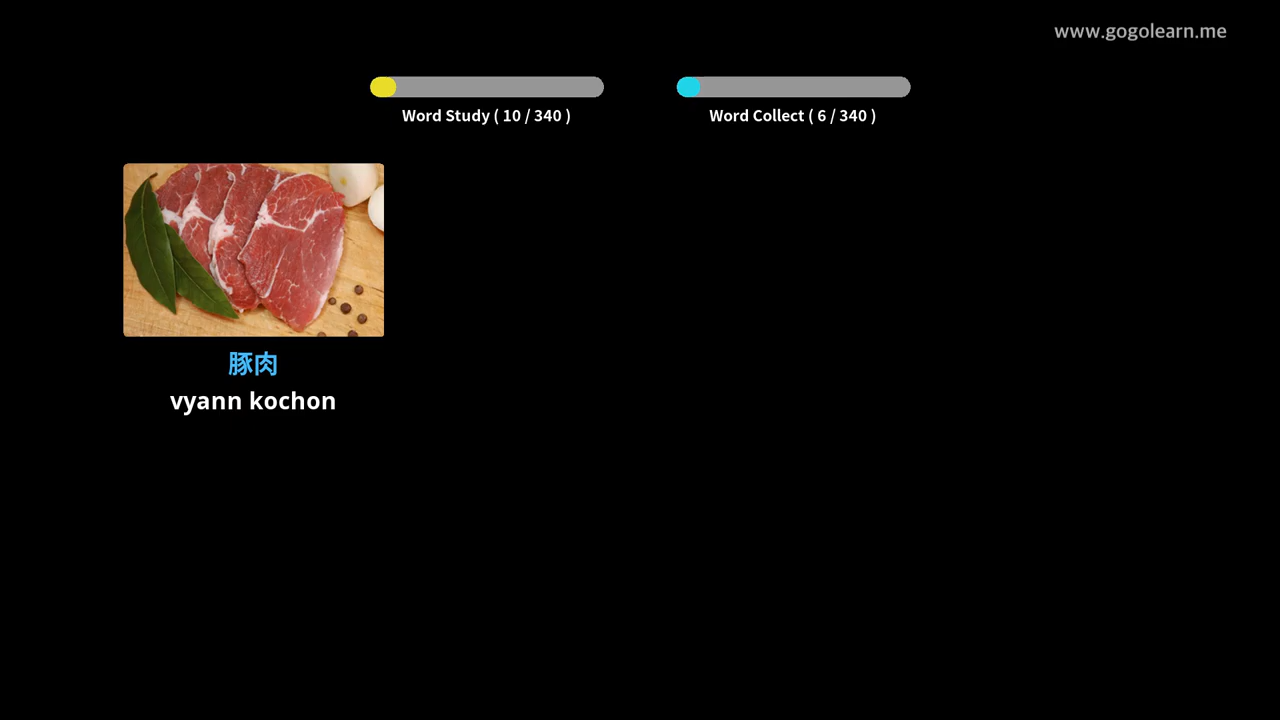 www.gogolearn.me
Word Study ( 10 / 340 )
Word Collect ( 6 / 340 )
豚肉
vyann kochon